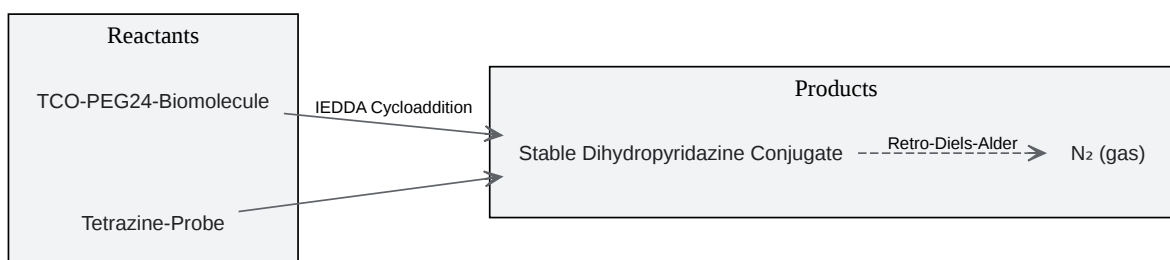 Reactants
TCO-PEG24-Biomolecule
IEDDA Cycloaddition
Tetrazine-Probe
Products
Stable Dihydropyridazine Conjugate
Retro-Diels-Alder
N₂ (gas)